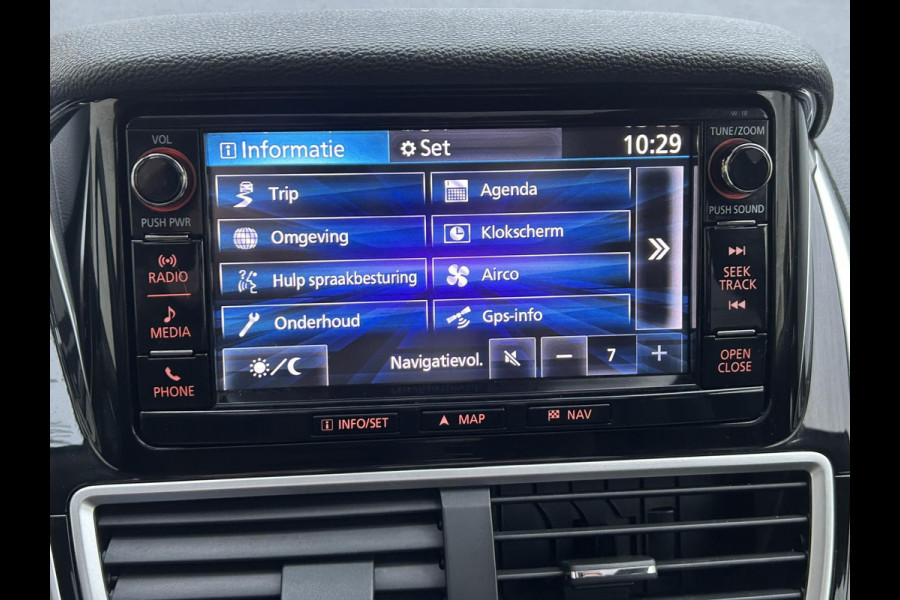 VOL
PUSH PWR
RADIO
MEDIA
PHONE
Informatie
Set
10:29
Trip
Agenda
Omgeving
Klokscherm
Hulp spraakbesturing
Airco
Onderhoud
Gps-info
Navigatievol.
− 7 +
TUNE/ZOOM
PUSH SOUND
SEEK
TRACK
OPEN
CLOSE
INFO/SET
MAP
NAV